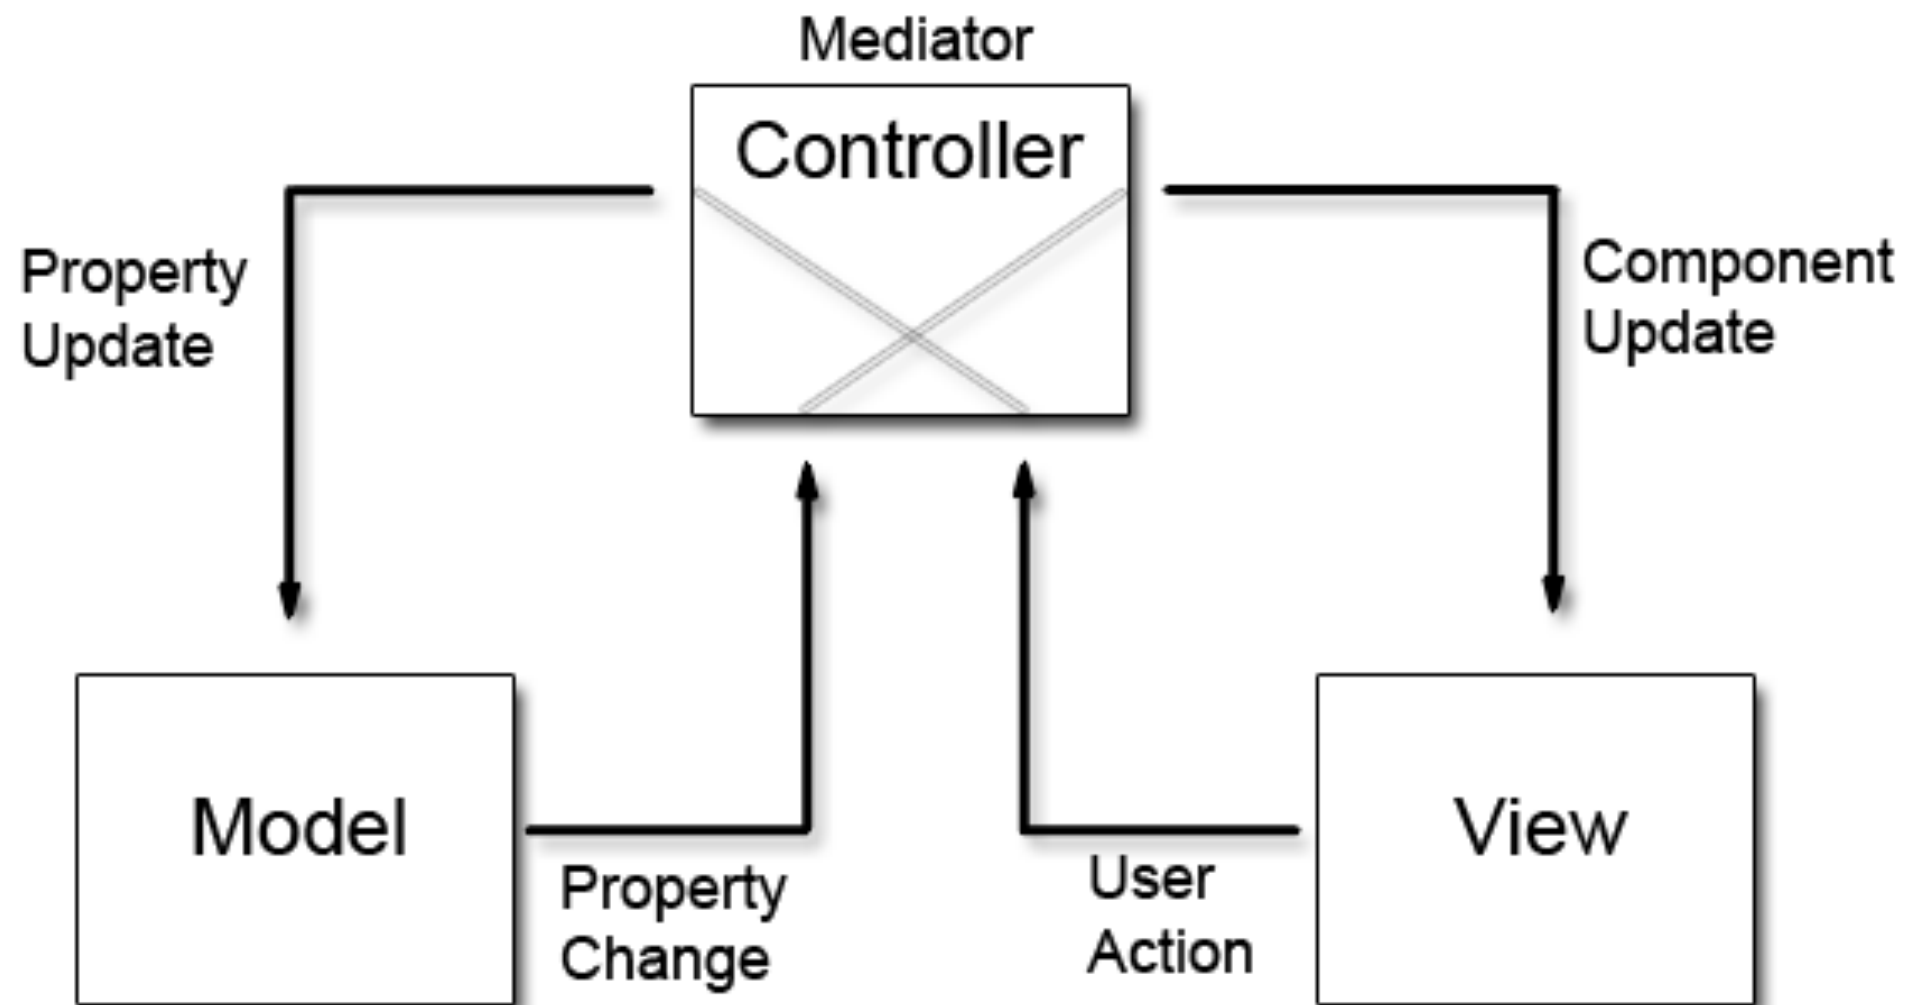 Mediator
Controller
Property
Update
Component
Update
Model
View
Property
Change
User
Action